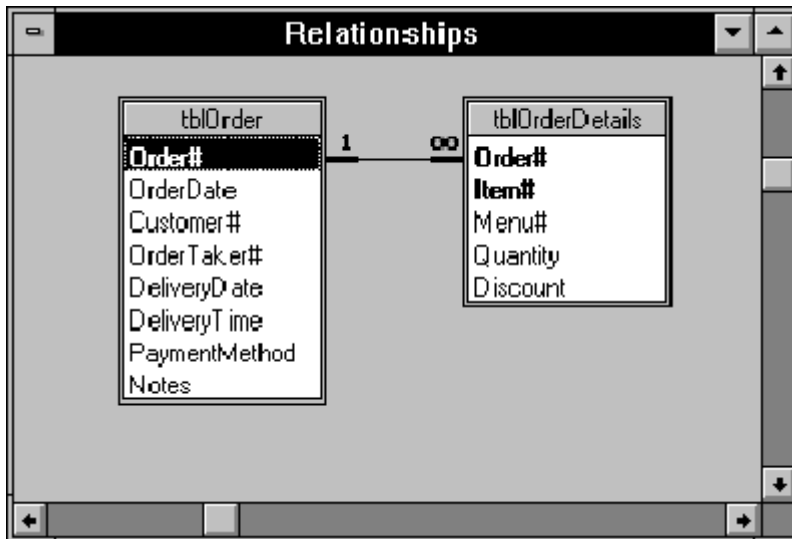 Relationships
tblOrder
Order#
OrderDate
Customer#
OrderTaker#
DeliveryDate
DeliveryTime
PaymentMethod
Notes
1 ∞
tblOrderDetails
Order#
Item#
Menu#
Quantity
Discount